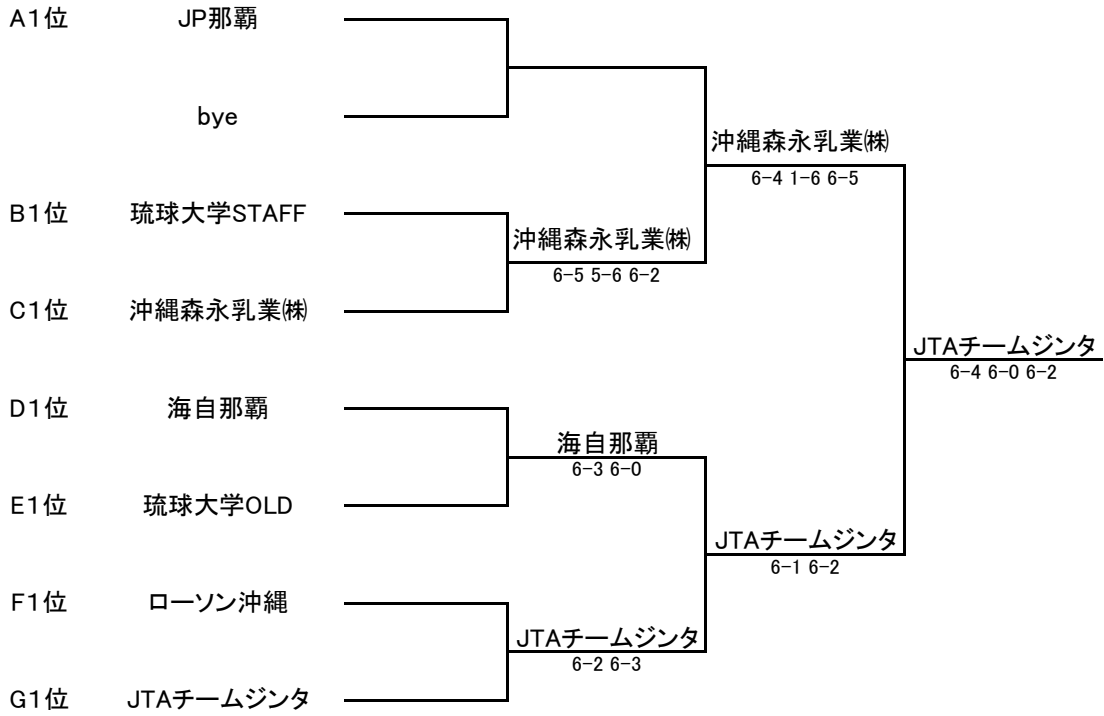 A1位 JP那覇
bye
沖縄森永乳業㈱
6-4 1-6 6-5
B1位 琉球大学STAFF
沖縄森永乳業㈱
6-5 5-6 6-2
C1位 沖縄森永乳業㈱
JTAチームジンタ
6-4 6-0 6-2
D1位 海自那覇
海自那覇
6-3 6-0
E1位 琉球大学OLD
JTAチームジンタ
6-1 6-2
F1位 ローソン沖縄
JTAチームジンタ
6-2 6-3
G1位 JTAチームジンタ